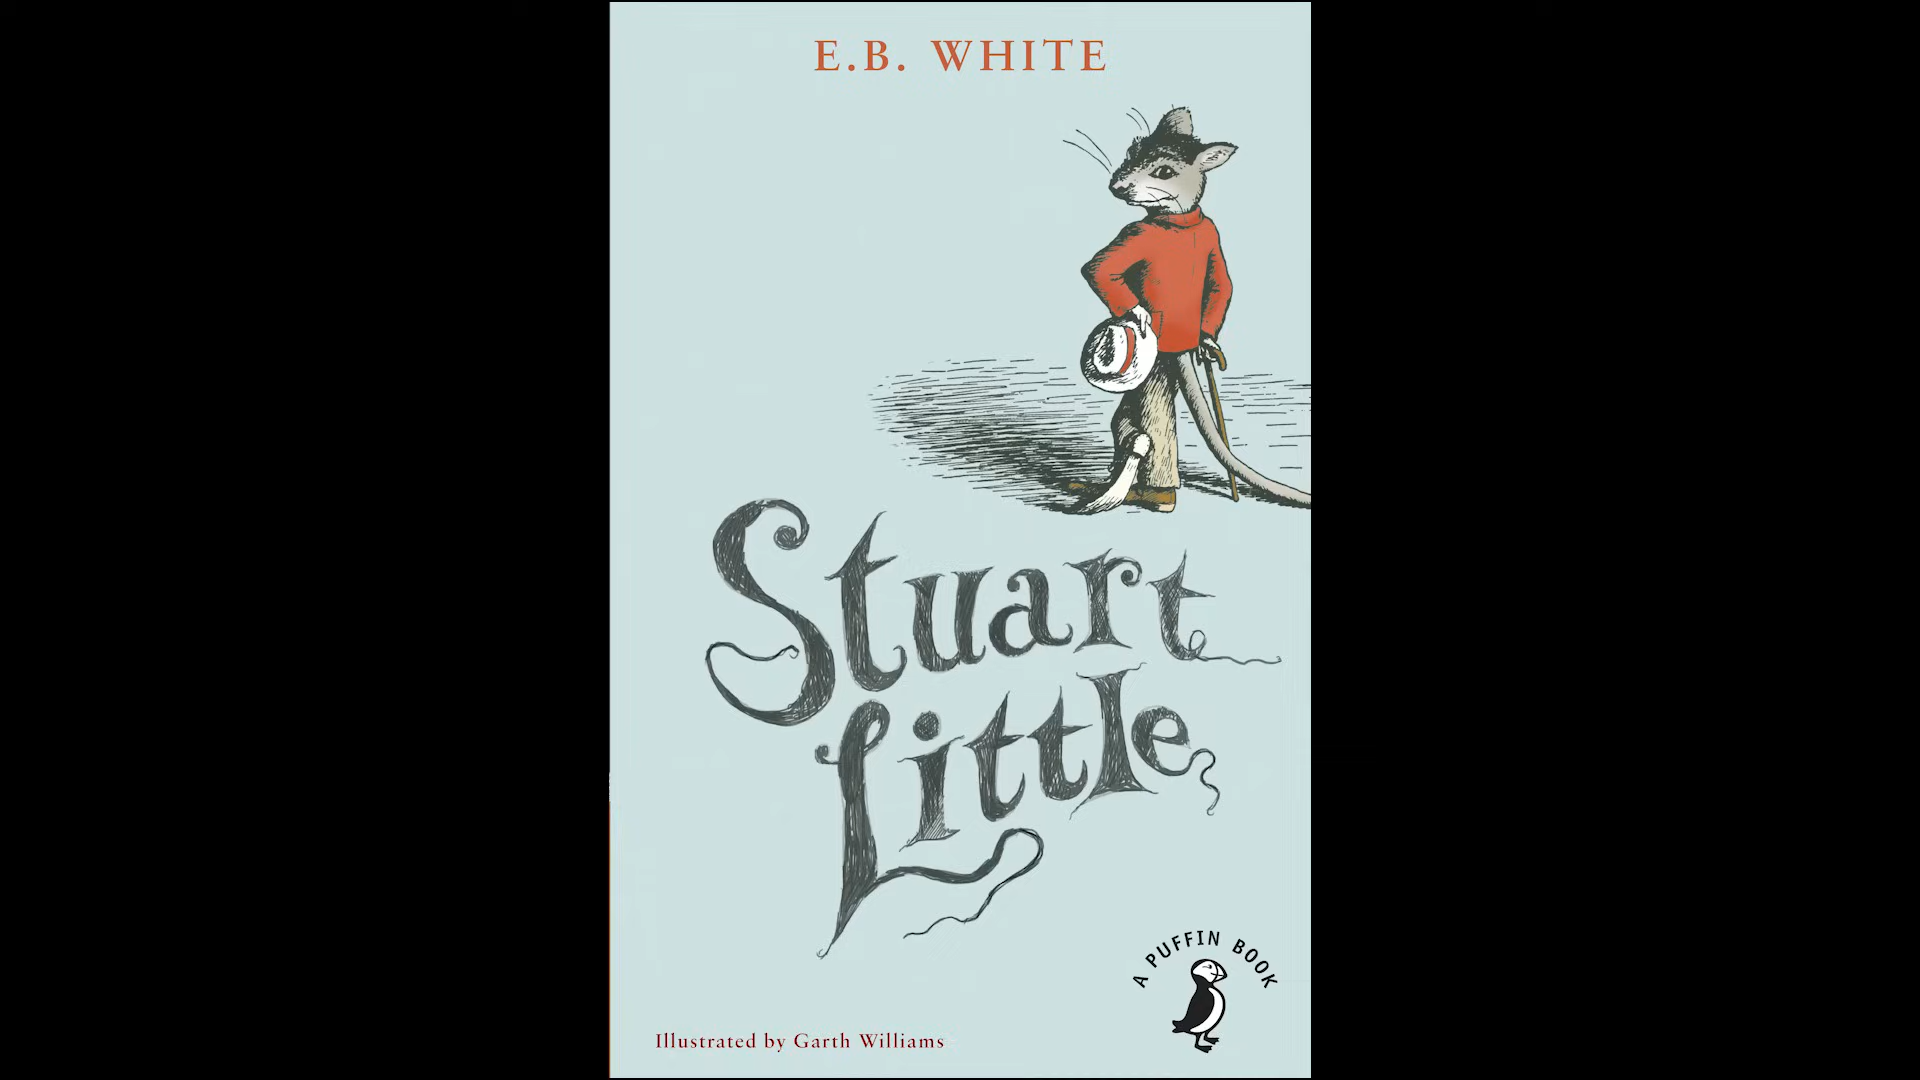 E.B. WHITE
Stuart
Little
A PUFFIN BOOK
Illustrated by Garth Williams